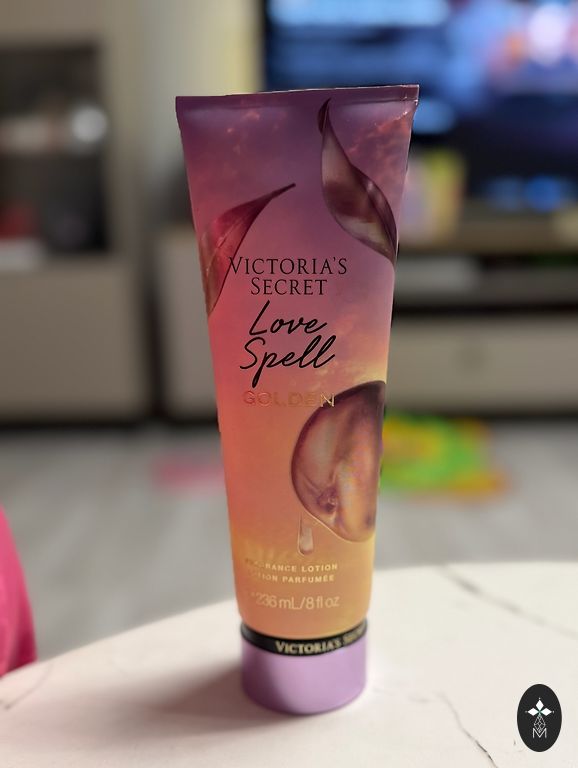 VICTORIA'S
SECRET
Love
Spell
GOLDEN
FRAGRANCE LOTION
LOTION PARFUMÉE
236 mL/8 fl oz
VICTORIA'S SECRET
M